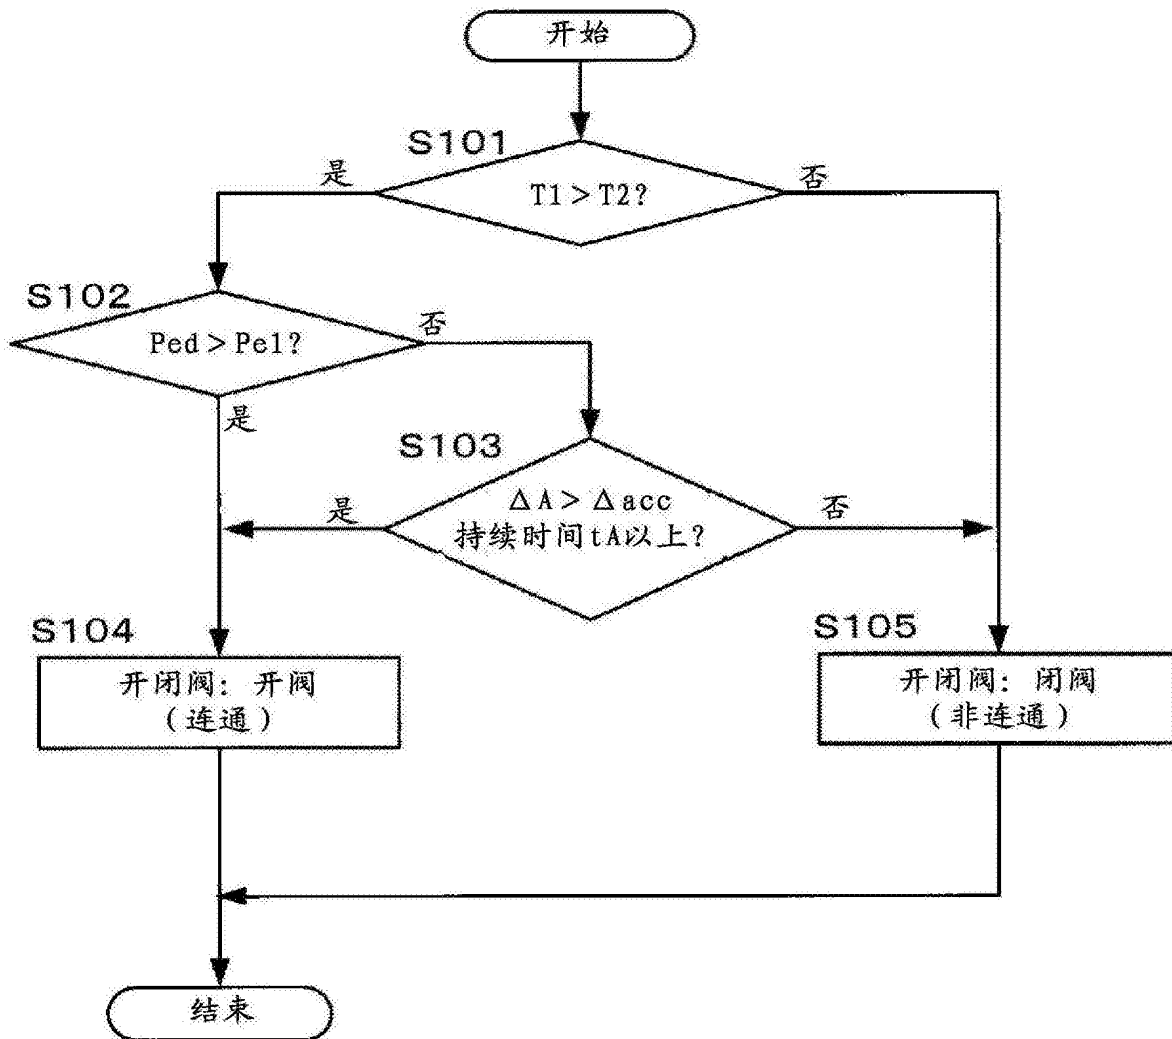 开始
S101
是
T1>T2?
否
S102
Ped>Pe1?
否
是
S103
ΔA>Δacc
持续时间tA以上?
是
否
S104
开闭阀: 开阀
(连通)
S105
开闭阀: 闭阀
(非连通)
结束